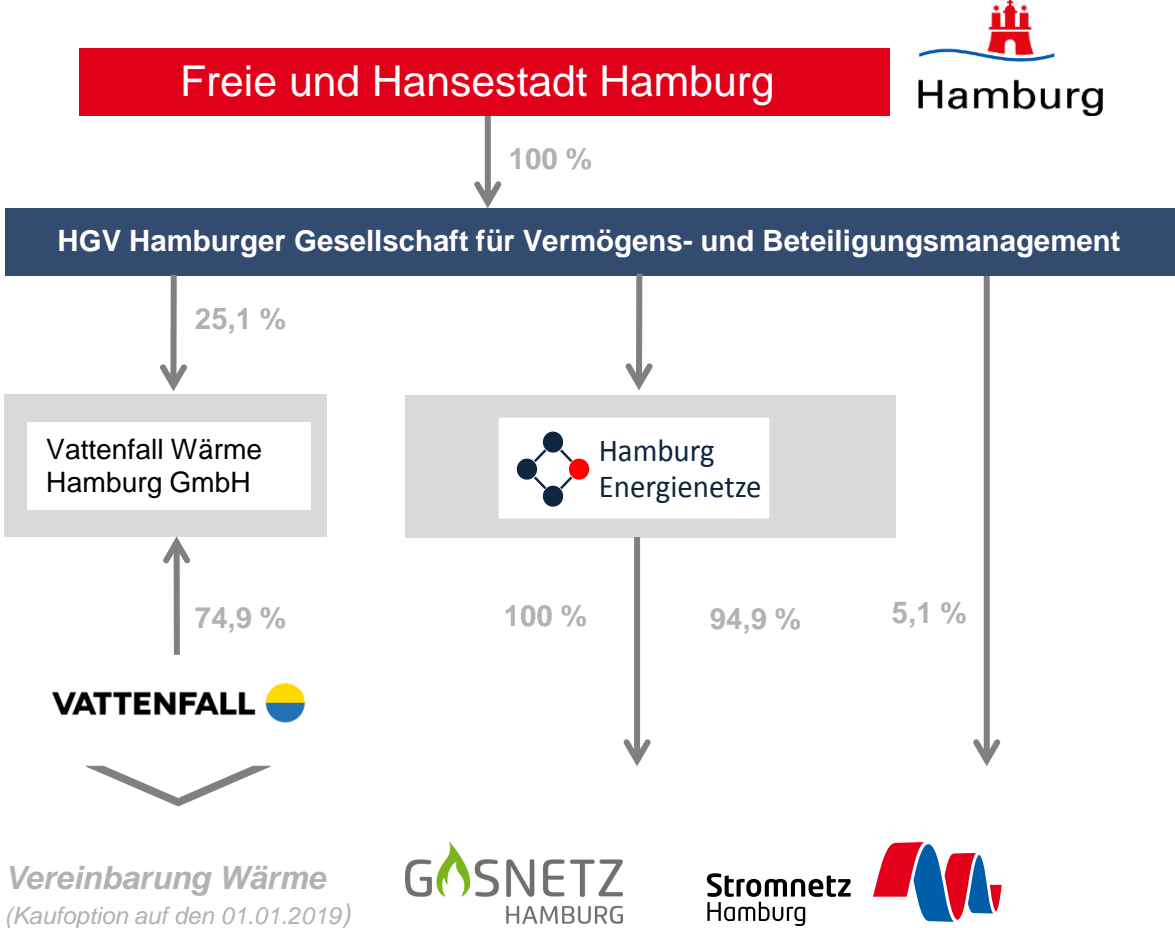 Freie und Hansestadt Hamburg
Hamburg
100 %
HGV Hamburger Gesellschaft für Vermögens- und Beteiligungsmanagement
25,1 %
Vattenfall Wärme
Hamburg GmbH
Hamburg
Energienetze
74,9 %
100 %
94,9 %
5,1 %
VATTENFALL
Vereinbarung Wärme
(Kaufoption auf den 01.01.2019)
GASNETZ
HAMBURG
Stromnetz
Hamburg